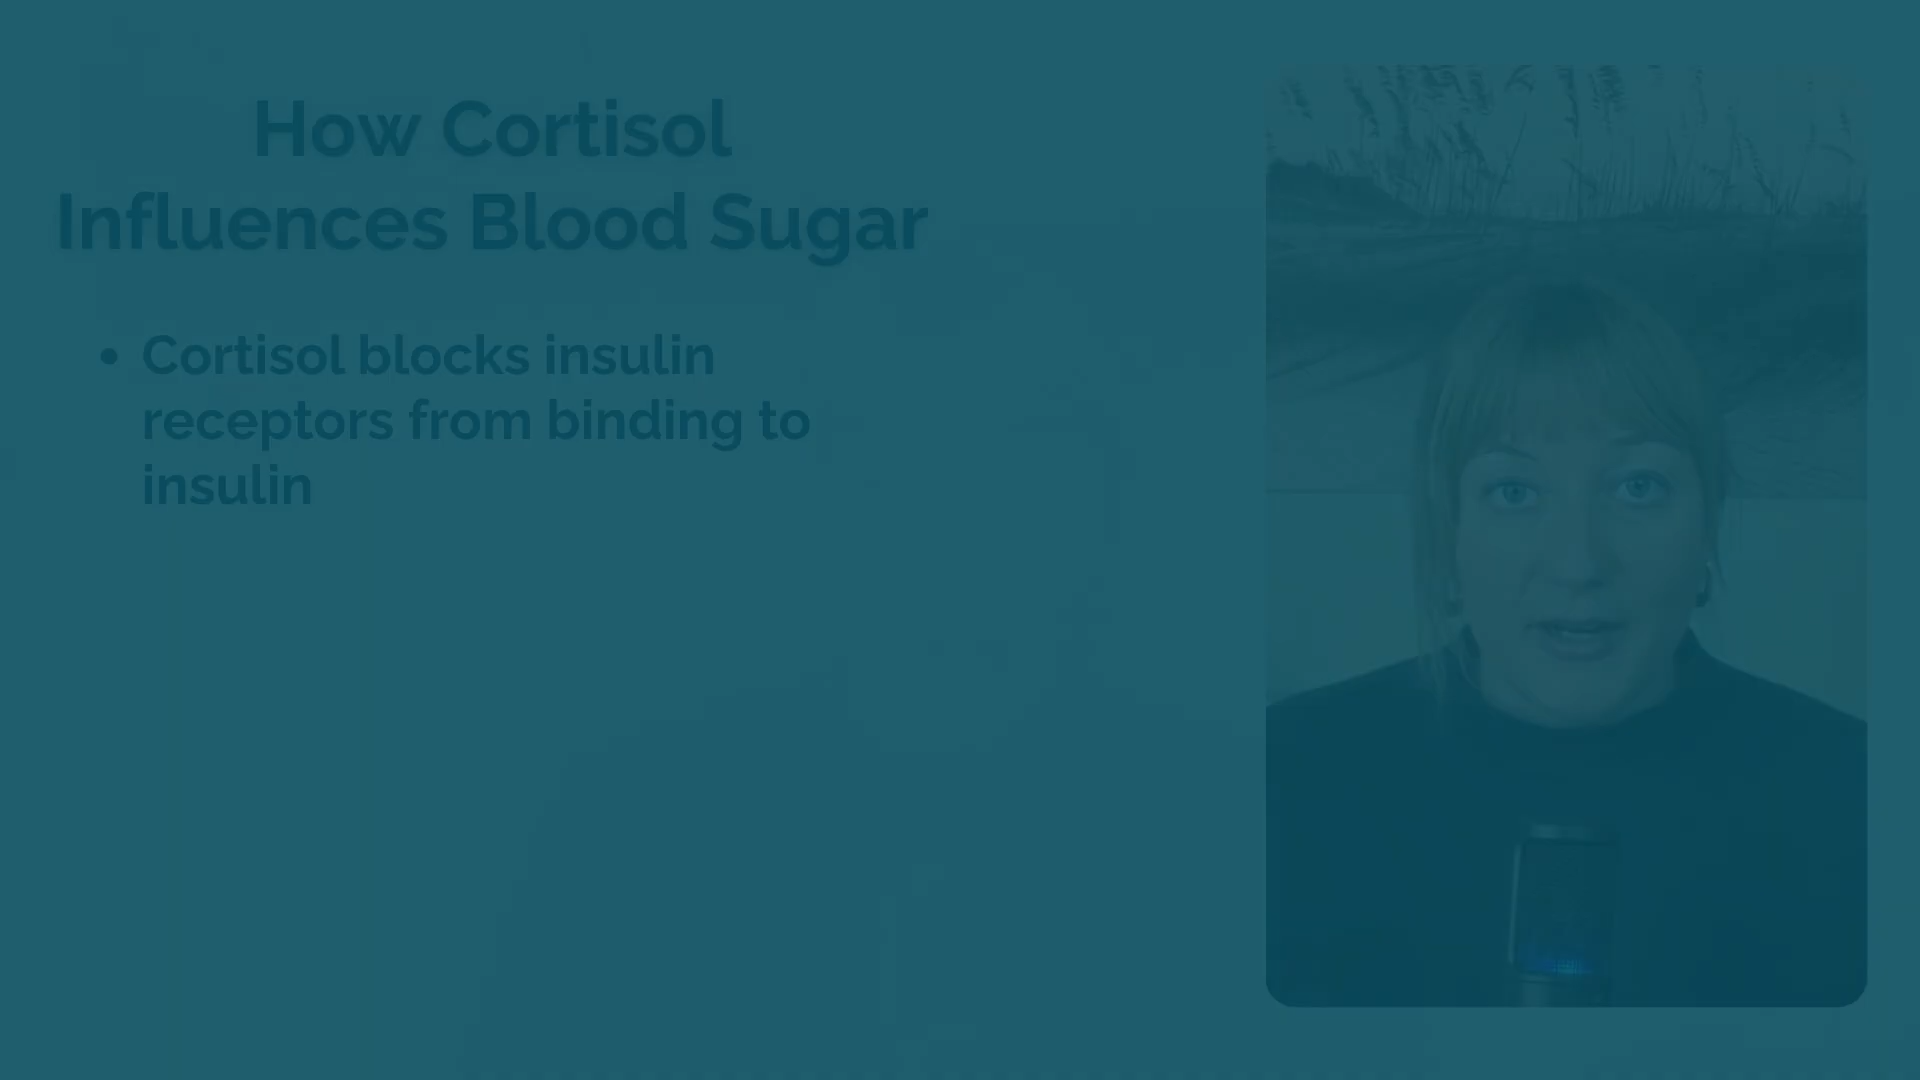 How Cortisol
Influences Blood Sugar
• Cortisol blocks insulin
receptors from binding to
insulin